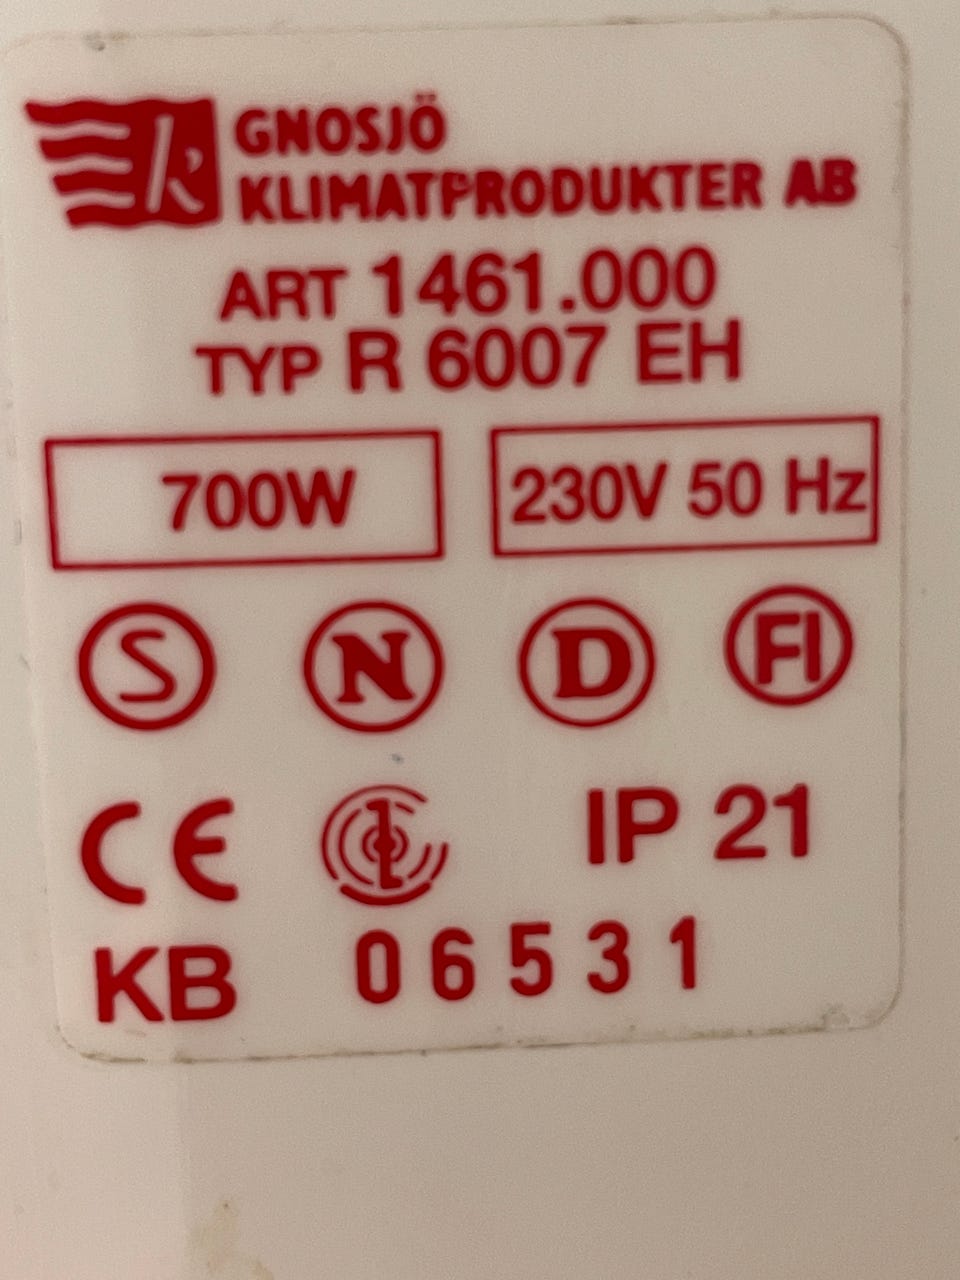 k GNOSJÖ
KLIMATPRODUKTER AB
ART 1461.000
TYP R 6007 EH
700W 230V 50 Hz
S N D FI
CE IP 21
KB 06531